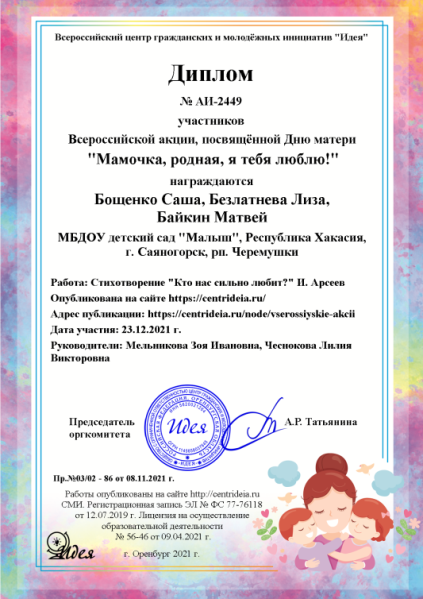 Всероссийский центр гражданских и молодёжных инициатив "Идея"
Диплом
№ АИ-2449
участников
Всероссийской акции, посвящённой Дню матери
"Мамочка, родная, я тебя люблю!"
награждаются
Бощенко Саша, Безлатнева Лиза,
Байкин Матвей
МБДОУ детский сад "Малыш", Республика Хакасия,
г. Саяногорск, рп. Черемушки
Работа: Стихотворение "Кто нас сильно любит?" И. Арсеев
Опубликована на сайте https://centrideia.ru/
Адрес публикации: https://centrideia.ru/node/vserossiyskie-akcii
Дата участия: 23.12.2021 г.
Руководители: Мельникова Зоя Ивановна, Чеснокова Лилия
Викторовна
Председатель
оргкомитета
Идея
А.Р. Татьянина
Пр.№03/02 - 86 от 08.11.2021 г.
Работы опубликованы на сайте http://centrideia.ru
СМИ. Регистрационная запись ЭЛ № ФС 77-76118
от 12.07.2019 г. Лицензия на осуществление
образовательной деятельности
№ 56-46 от 09.04.2021 г.
г. Оренбург 2021 г.
Идея